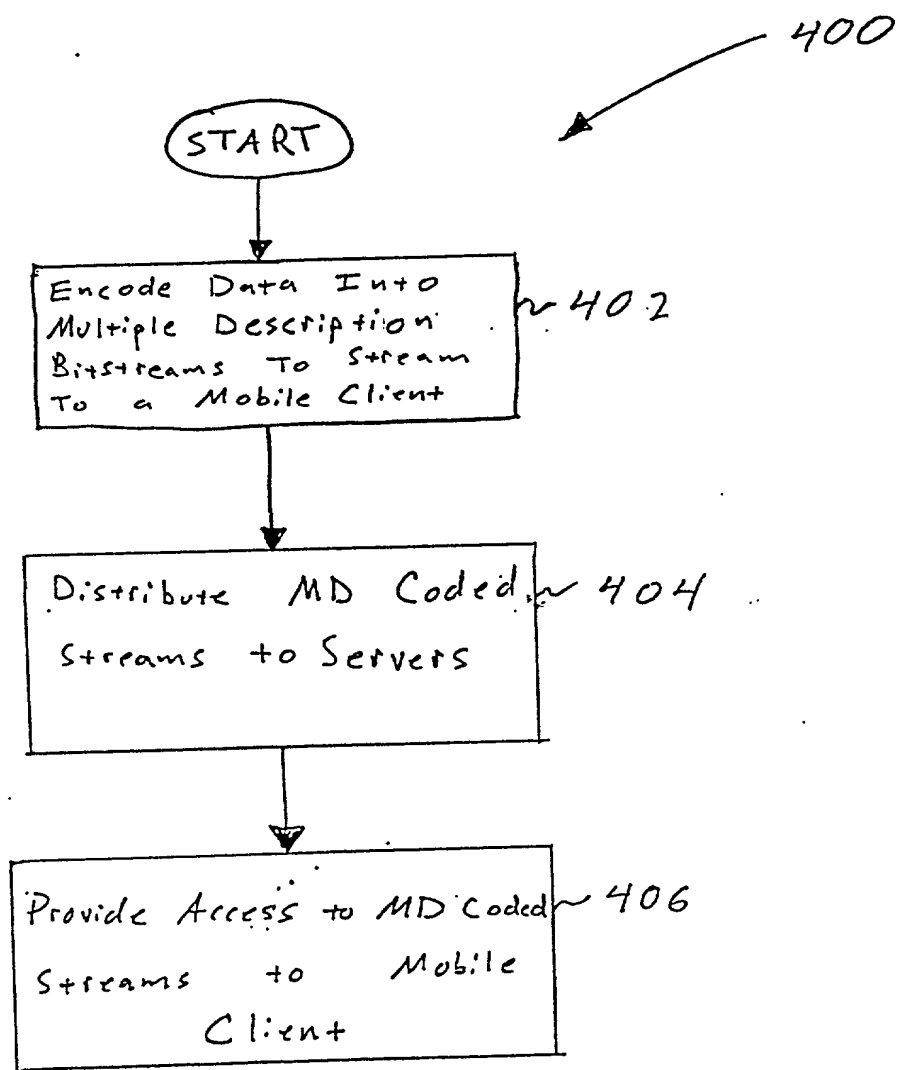 400
START
Encode Data Into
Multiple Description
Bitstreams To Stream
To a Mobile Client
402
Distribute MD Coded
Streams to Servers
404
Provide Access to MD Coded
Streams to Mobile
Client
406